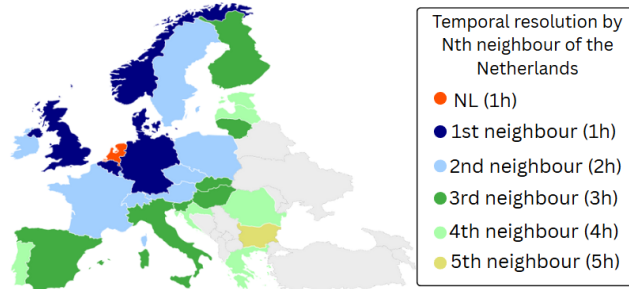 Temporal resolution by
Nth neighbour of the
Netherlands
NL (1h)
1st neighbour (1h)
2nd neighbour (2h)
3rd neighbour (3h)
4th neighbour (4h)
5th neighbour (5h)